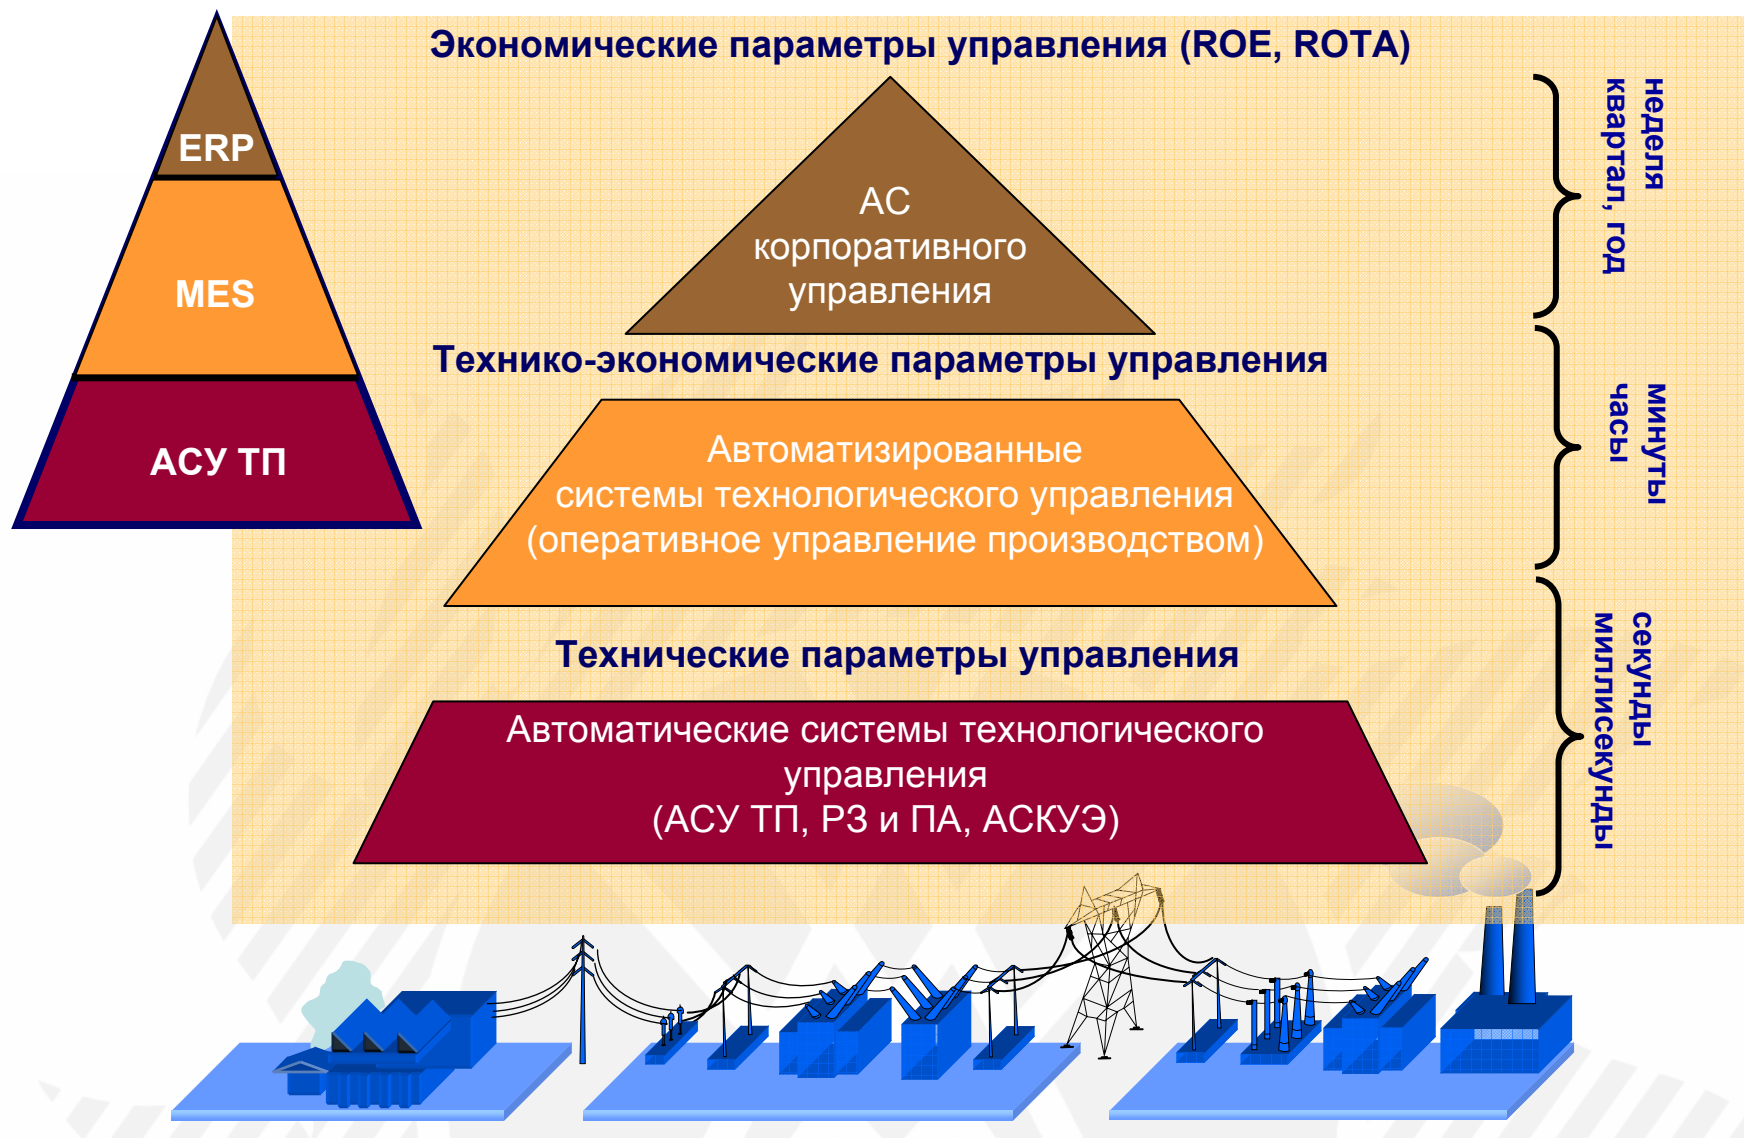 Экономические параметры управления (ROE, ROTA)
ERP
MES
АСУ ТП
АС
корпоративного
управления
неделя
квартал, год
Технико-экономические параметры управления
Автоматизированные
системы технологического управления
(оперативное управление производством)
минуты
часы
Технические параметры управления
Автоматические системы технологического
управления
(АСУ ТП, РЗ и ПА, АСКУЭ)
секунды
миллисекунды